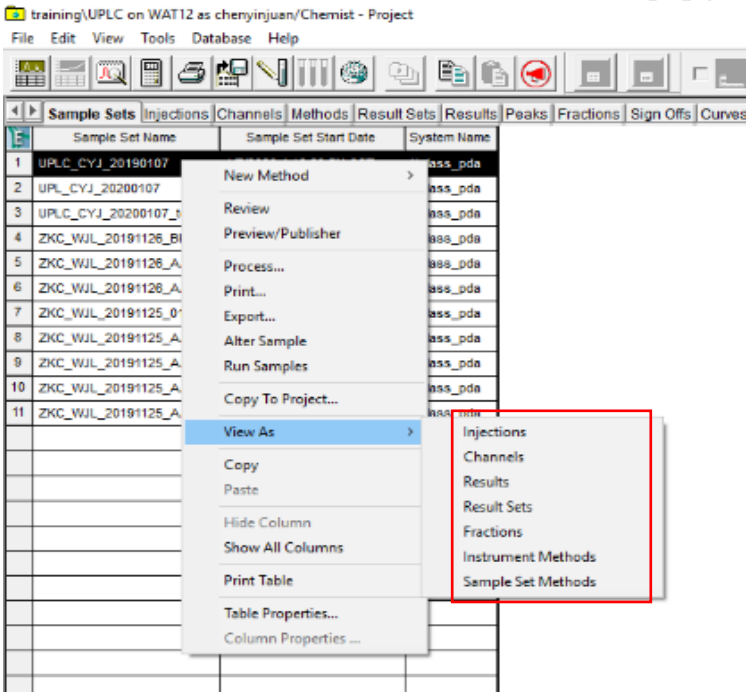 training\UPLC on WAT12 as chenyinjuan/Chemist - Project
File Edit View Tools Database Help
Sample Sets Injections Channels Methods Result Sets Results Peaks Fractions Sign Offs Curves
Sample Set Name Sample Set Start Date System Name
1 UPLC_CYJ_20190107
2 UPL_CYJ_20200107 ass_pda
3 UPLC_CYJ_20200107_t ass_pda
4 ZKC_WJL_20191126_B ass_pda
5 ZKC_WJL_20191126_A ass_pda
6 ZKC_WJL_20191126_A ass_pda
7 ZKC_WJL_20191125_01 ass_pda
8 ZKC_WJL_20191125_A ass_pda
9 ZKC_WJL_20191125_A ass_pda
10 ZKC_WJL_20191125_A ass_pda
11 ZKC_WJL_20191125_A
New Method
Review
Preview/Publisher
Process...
Print...
Export...
Alter Sample
Run Samples
Copy To Project...
View As
Copy
Paste
Hide Column
Show All Columns
Print Table
Table Properties...
Column Properties ...
Injections
Channels
Results
Result Sets
Fractions
Instrument Methods
Sample Set Methods